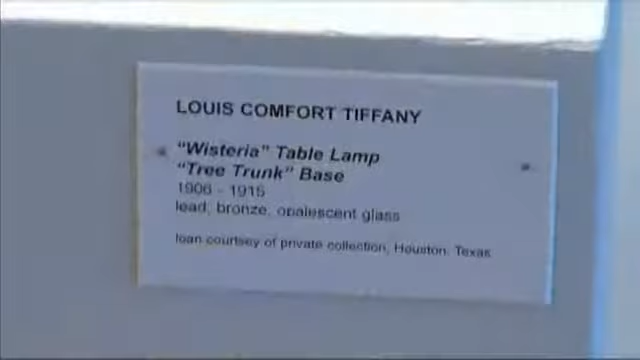 LOUIS COMFORT TIFFANY
"Wisteria" Table Lamp
"Tree Trunk" Base
1906 - 1915
lead, bronze, opalescent glass
loan courtsey of private collection, Houston, Texas